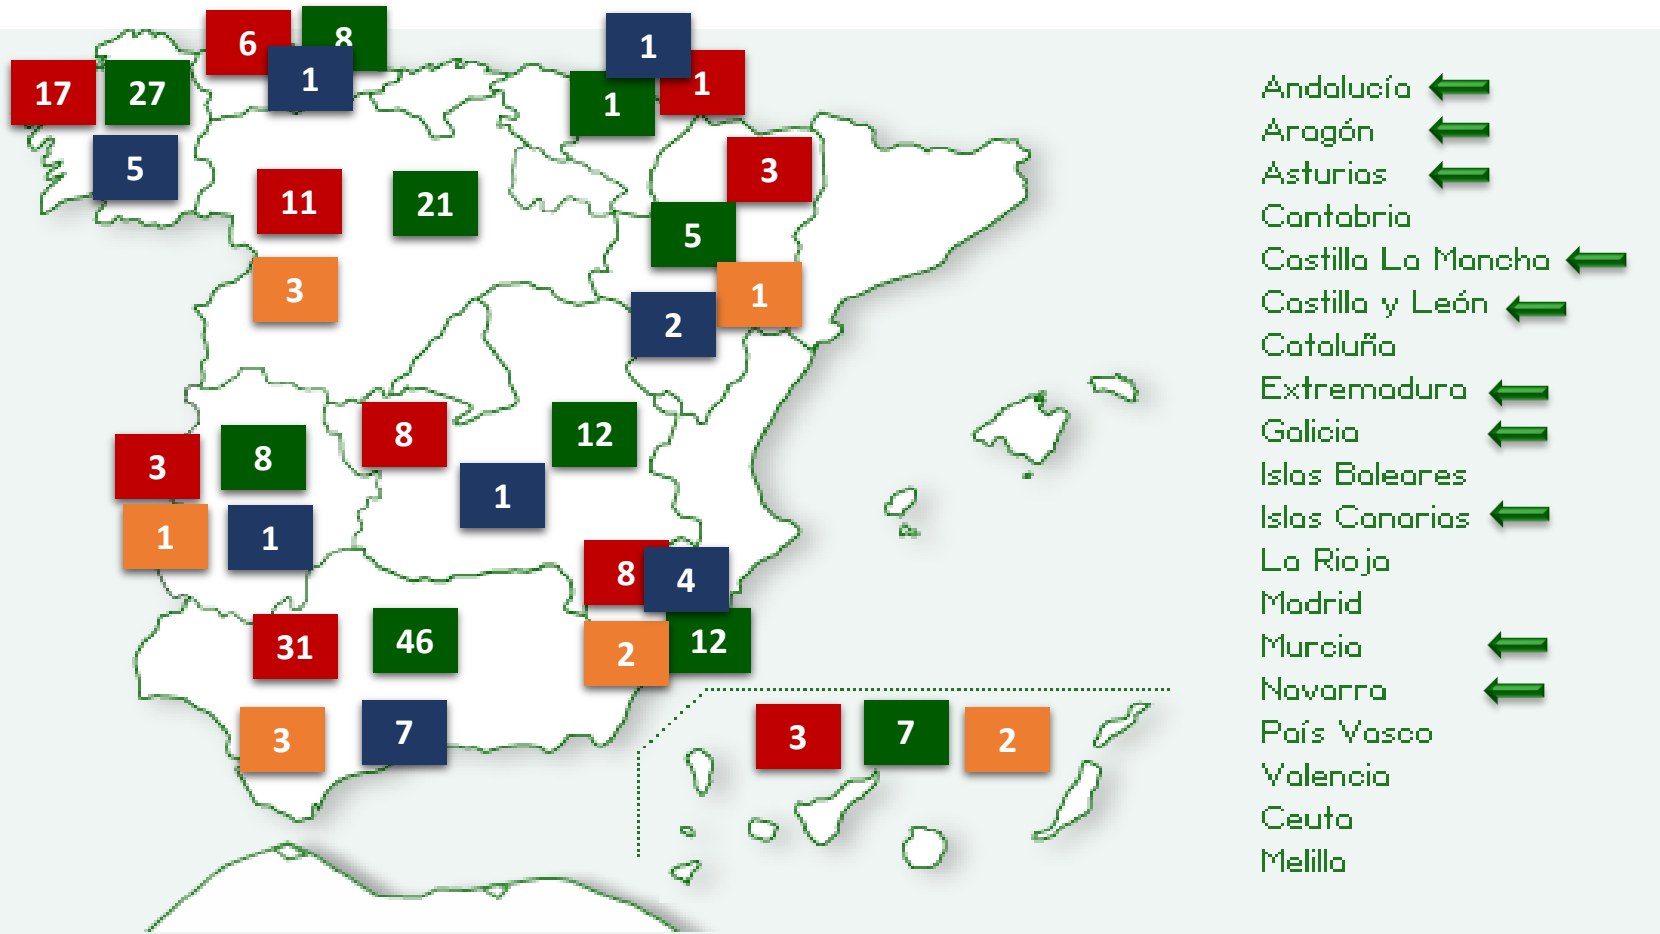 6
8
1
1
1
1
17
27
5
11
21
3
3
5
1
2
8
12
1
3
8
1
1
8
4
2
12
31
46
3
7
3
7
2
Andalucía
Aragón
Asturias
Cantabria
Castilla La Mancha
Castilla y León
Cataluña
Extremadura
Galicia
Islas Baleares
Islas Canarias
La Rioja
Madrid
Murcia
Navarra
País Vasco
Valencia
Ceuta
Melilla